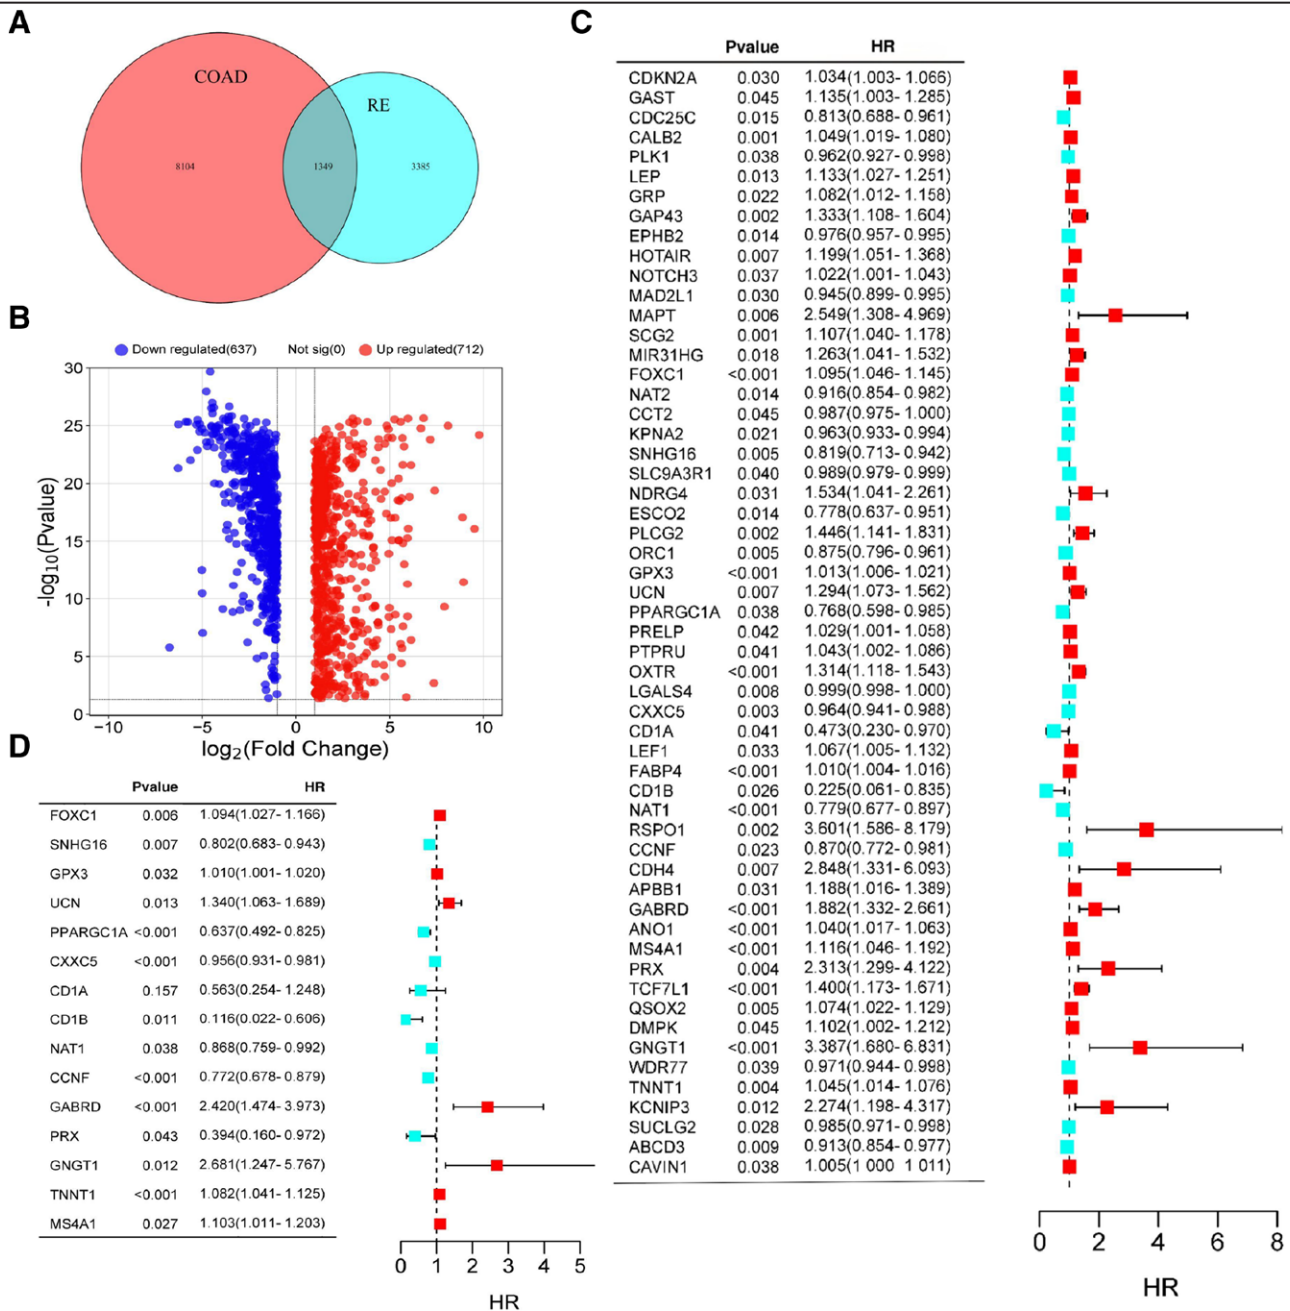 A
COAD
RE
8104
1349
3385
B
Down regulated(637) Not sig(0) Up regulated(712)
30
25
20
15
10
5
0
-log10(Pvalue)
−10 −5 0 5 10
log2(Fold Change)
C
Pvalue HR
CDKN2A 0.030 1.034(1.003- 1.066)
GAST 0.045 1.135(1.003- 1.285)
CDC25C 0.015 0.813(0.688- 0.961)
CALB2 0.001 1.049(1.019- 1.080)
PLK1 0.038 0.962(0.927- 0.998)
LEP 0.013 1.133(1.027- 1.251)
GRP 0.022 1.082(1.012- 1.158)
GAP43 0.002 1.333(1.108- 1.604)
EPHB2 0.014 0.976(0.957- 0.995)
HOTAIR 0.007 1.199(1.051- 1.368)
NOTCH3 0.037 1.022(1.001- 1.043)
MAD2L1 0.030 0.945(0.899- 0.995)
MAPT 0.006 2.549(1.308- 4.969)
SCG2 0.001 1.107(1.040- 1.178)
MIR31HG 0.018 1.263(1.041- 1.532)
FOXC1 <0.001 1.095(1.046- 1.145)
NAT2 0.014 0.916(0.854- 0.982)
CCT2 0.045 0.987(0.975- 1.000)
KPNA2 0.021 0.963(0.933- 0.994)
SNHG16 0.005 0.819(0.713- 0.942)
SLC9A3R1 0.040 0.989(0.979- 0.999)
NDRG4 0.031 1.534(1.041- 2.261)
ESCO2 0.014 0.778(0.637- 0.951)
PLCG2 0.002 1.446(1.141- 1.831)
ORC1 0.005 0.875(0.796- 0.961)
GPX3 <0.001 1.013(1.006- 1.021)
UCN 0.007 1.294(1.073- 1.562)
PPARGC1A 0.038 0.768(0.598- 0.985)
PRELP 0.042 1.029(1.001- 1.058)
PTPRU 0.041 1.043(1.002- 1.086)
OXTR <0.001 1.314(1.118- 1.543)
LGALS4 0.008 0.999(0.998- 1.000)
CXXC5 0.003 0.964(0.941- 0.988)
CD1A 0.041 0.473(0.230- 0.970)
LEF1 0.033 1.067(1.005- 1.132)
FABP4 <0.001 1.010(1.004- 1.016)
CD1B 0.026 0.225(0.061- 0.835)
NAT1 <0.001 0.779(0.677- 0.897)
RSPO1 0.002 3.601(1.586- 8.179)
CCNF 0.023 0.870(0.772- 0.981)
CDH4 0.007 2.848(1.331- 6.093)
APBB1 0.031 1.188(1.016- 1.389)
GABRD <0.001 1.882(1.332- 2.661)
ANO1 <0.001 1.040(1.017- 1.063)
MS4A1 <0.001 1.116(1.046- 1.192)
PRX 0.004 2.313(1.299- 4.122)
TCF7L1 <0.001 1.400(1.173- 1.671)
QSOX2 0.005 1.074(1.022- 1.129)
DMPK 0.045 1.102(1.002- 1.212)
GNGT1 <0.001 3.387(1.680- 6.831)
WDR77 0.039 0.971(0.944- 0.998)
TNNT1 0.004 1.045(1.014- 1.076)
KCNIP3 0.012 2.274(1.198- 4.317)
SUCLG2 0.028 0.985(0.971- 0.998)
ABCD3 0.009 0.913(0.854- 0.977)
CAVIN1 0.038 1.005(1 000 1 011)
0 2 4 6 8
HR
D
Pvalue HR
FOXC1 0.006 1.094(1.027- 1.166)
SNHG16 0.007 0.802(0.683- 0.943)
GPX3 0.032 1.010(1.001- 1.020)
UCN 0.013 1.340(1.063- 1.689)
PPARGC1A <0.001 0.637(0.492- 0.825)
CXXC5 <0.001 0.956(0.931- 0.981)
CD1A 0.157 0.563(0.254- 1.248)
CD1B 0.011 0.116(0.022- 0.606)
NAT1 0.038 0.868(0.759- 0.992)
CCNF <0.001 0.772(0.678- 0.879)
GABRD <0.001 2.420(1.474- 3.973)
PRX 0.043 0.394(0.160- 0.972)
GNGT1 0.012 2.681(1.247- 5.767)
TNNT1 <0.001 1.082(1.041- 1.125)
MS4A1 0.027 1.103(1.011- 1.203)
0 1 2 3 4 5
HR